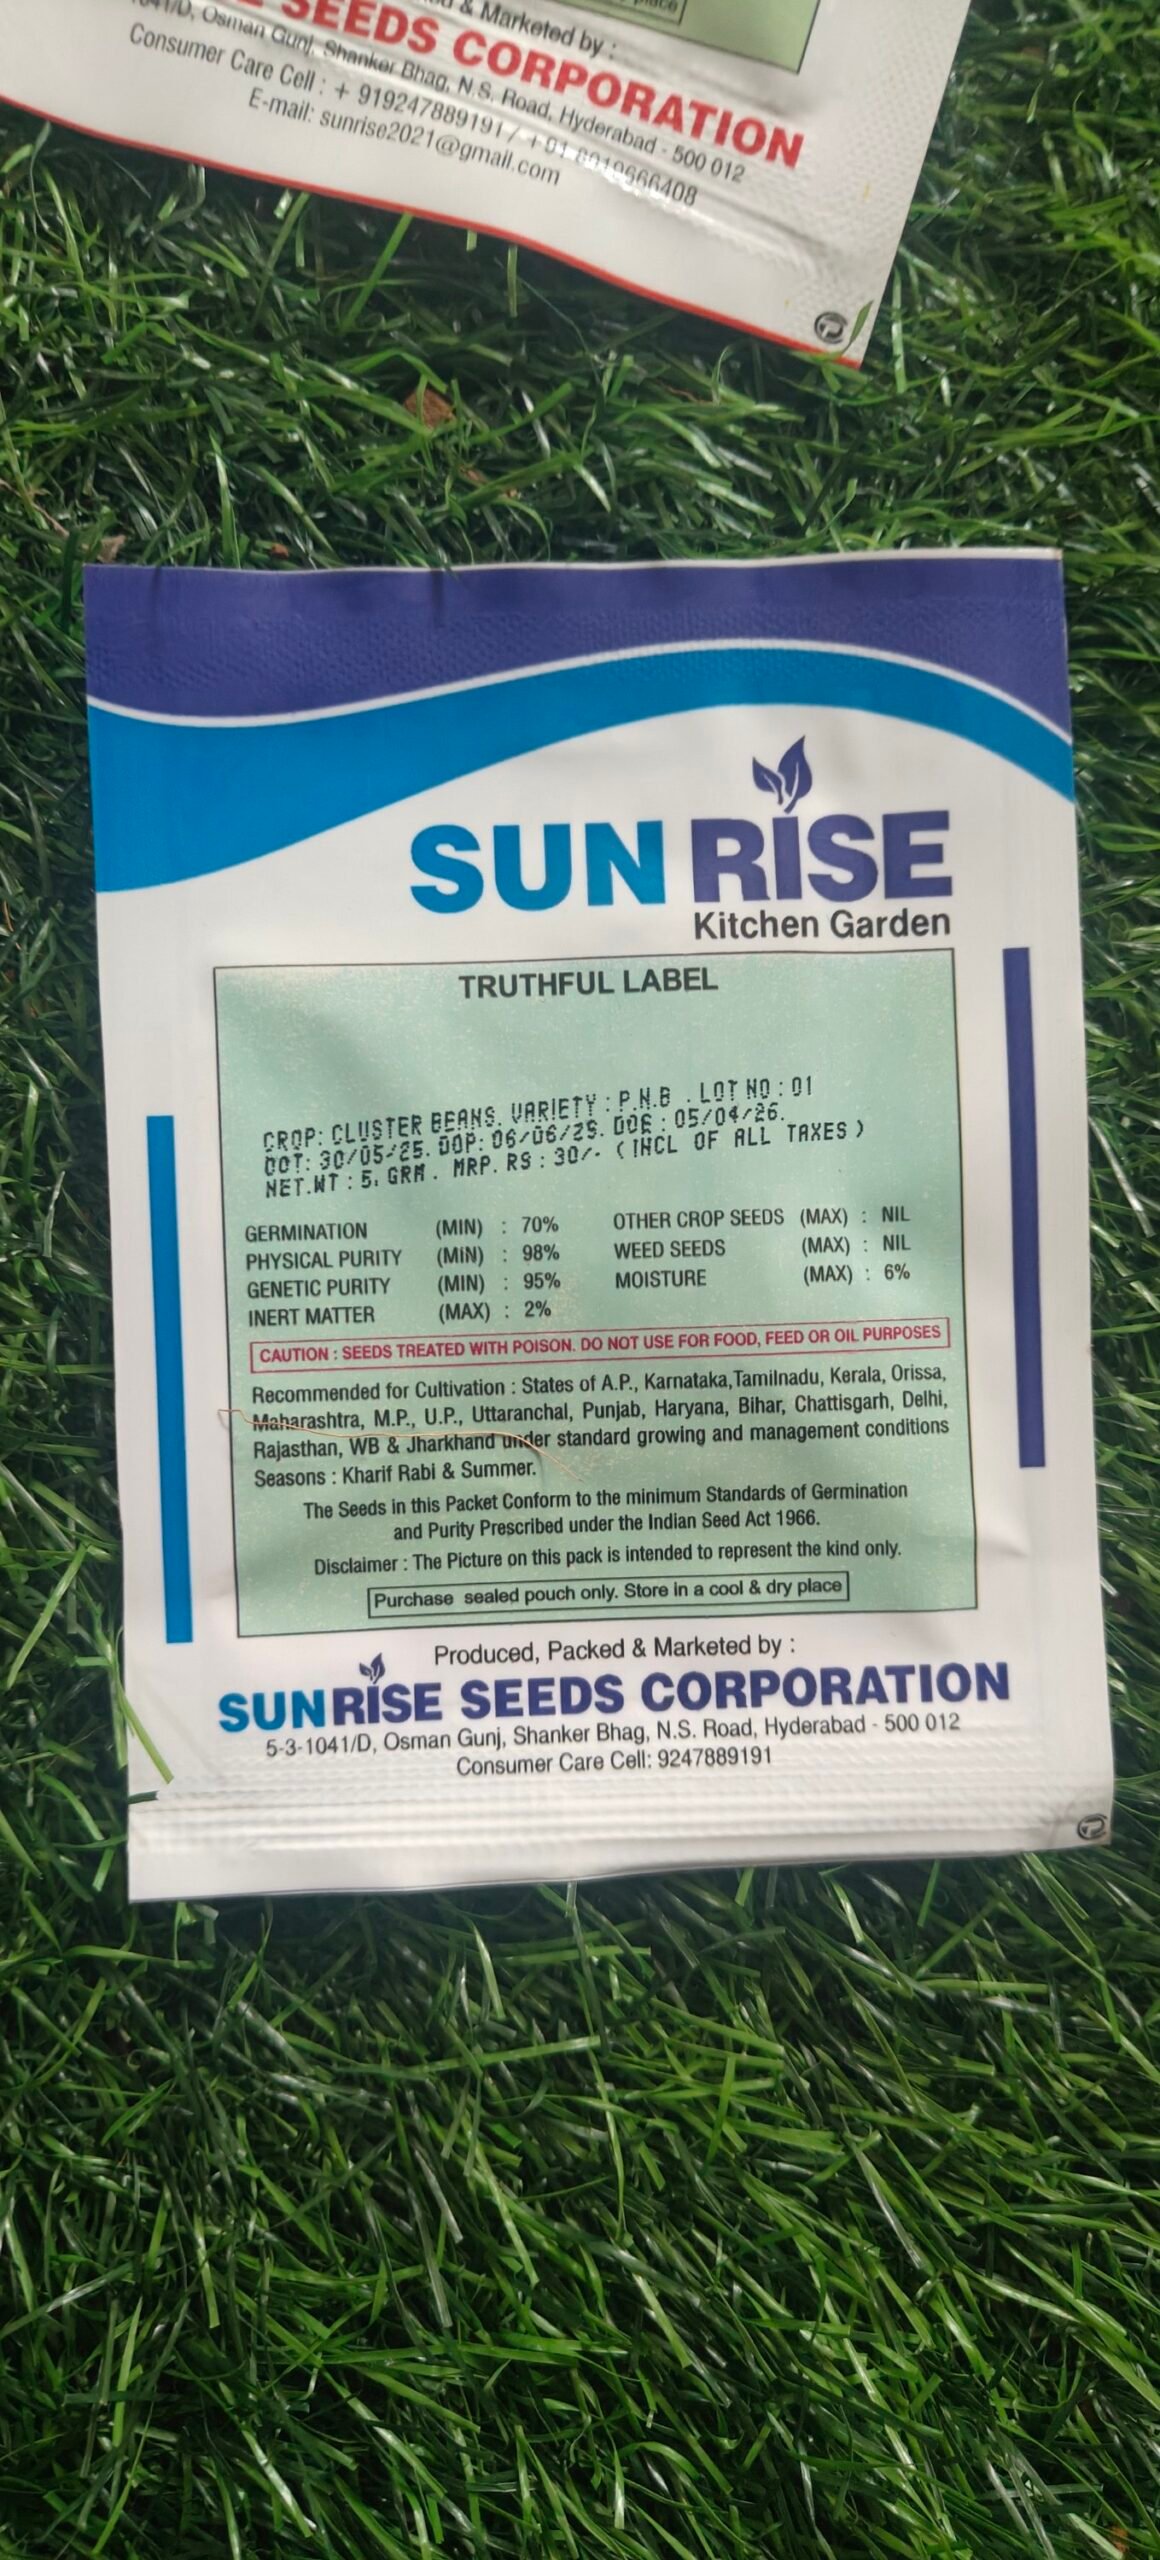 & Marketed by :
SEEDS CORPORATION
Osman Gunj, Shanker Bhag, N.S. Road, Hyderabad - 500 012
Consumer Care Cell : + 919247889191 / +91 8019666408
E-mail: sunrise2021@gmail.com
SUN RISE
Kitchen Garden
TRUTHFUL LABEL
CROP: CLUSTER BEANS. VARIETY : P.N.B . LOT NO : 01
DOT: 30/05/25. DOP: 06/06/25. DOE : 05/04/26.
NET.WT : 5. GRM . MRP. RS : 30/- ( INCL OF ALL TAXES )
GERMINATION (MIN) : 70% OTHER CROP SEEDS (MAX) : NIL
PHYSICAL PURITY (MIN) : 98% WEED SEEDS (MAX) : NIL
GENETIC PURITY (MIN) : 95% MOISTURE (MAX) : 6%
INERT MATTER (MAX) : 2%
CAUTION : SEEDS TREATED WITH POISON. DO NOT USE FOR FOOD, FEED OR OIL PURPOSES
Recommended for Cultivation : States of A.P., Karnataka,Tamilnadu, Kerala, Orissa,
Maharashtra, M.P., U.P., Uttaranchal, Punjab, Haryana, Bihar, Chattisgarh, Delhi,
Rajasthan, WB & Jharkhand under standard growing and management conditions
Seasons : Kharif Rabi & Summer.
The Seeds in this Packet Conform to the minimum Standards of Germination
and Purity Prescribed under the Indian Seed Act 1966.
Disclaimer : The Picture on this pack is intended to represent the kind only.
Purchase sealed pouch only. Store in a cool & dry place
Produced, Packed & Marketed by :
SUNRISE SEEDS CORPORATION
5-3-1041/D, Osman Gunj, Shanker Bhag, N.S. Road, Hyderabad - 500 012
Consumer Care Cell: 9247889191